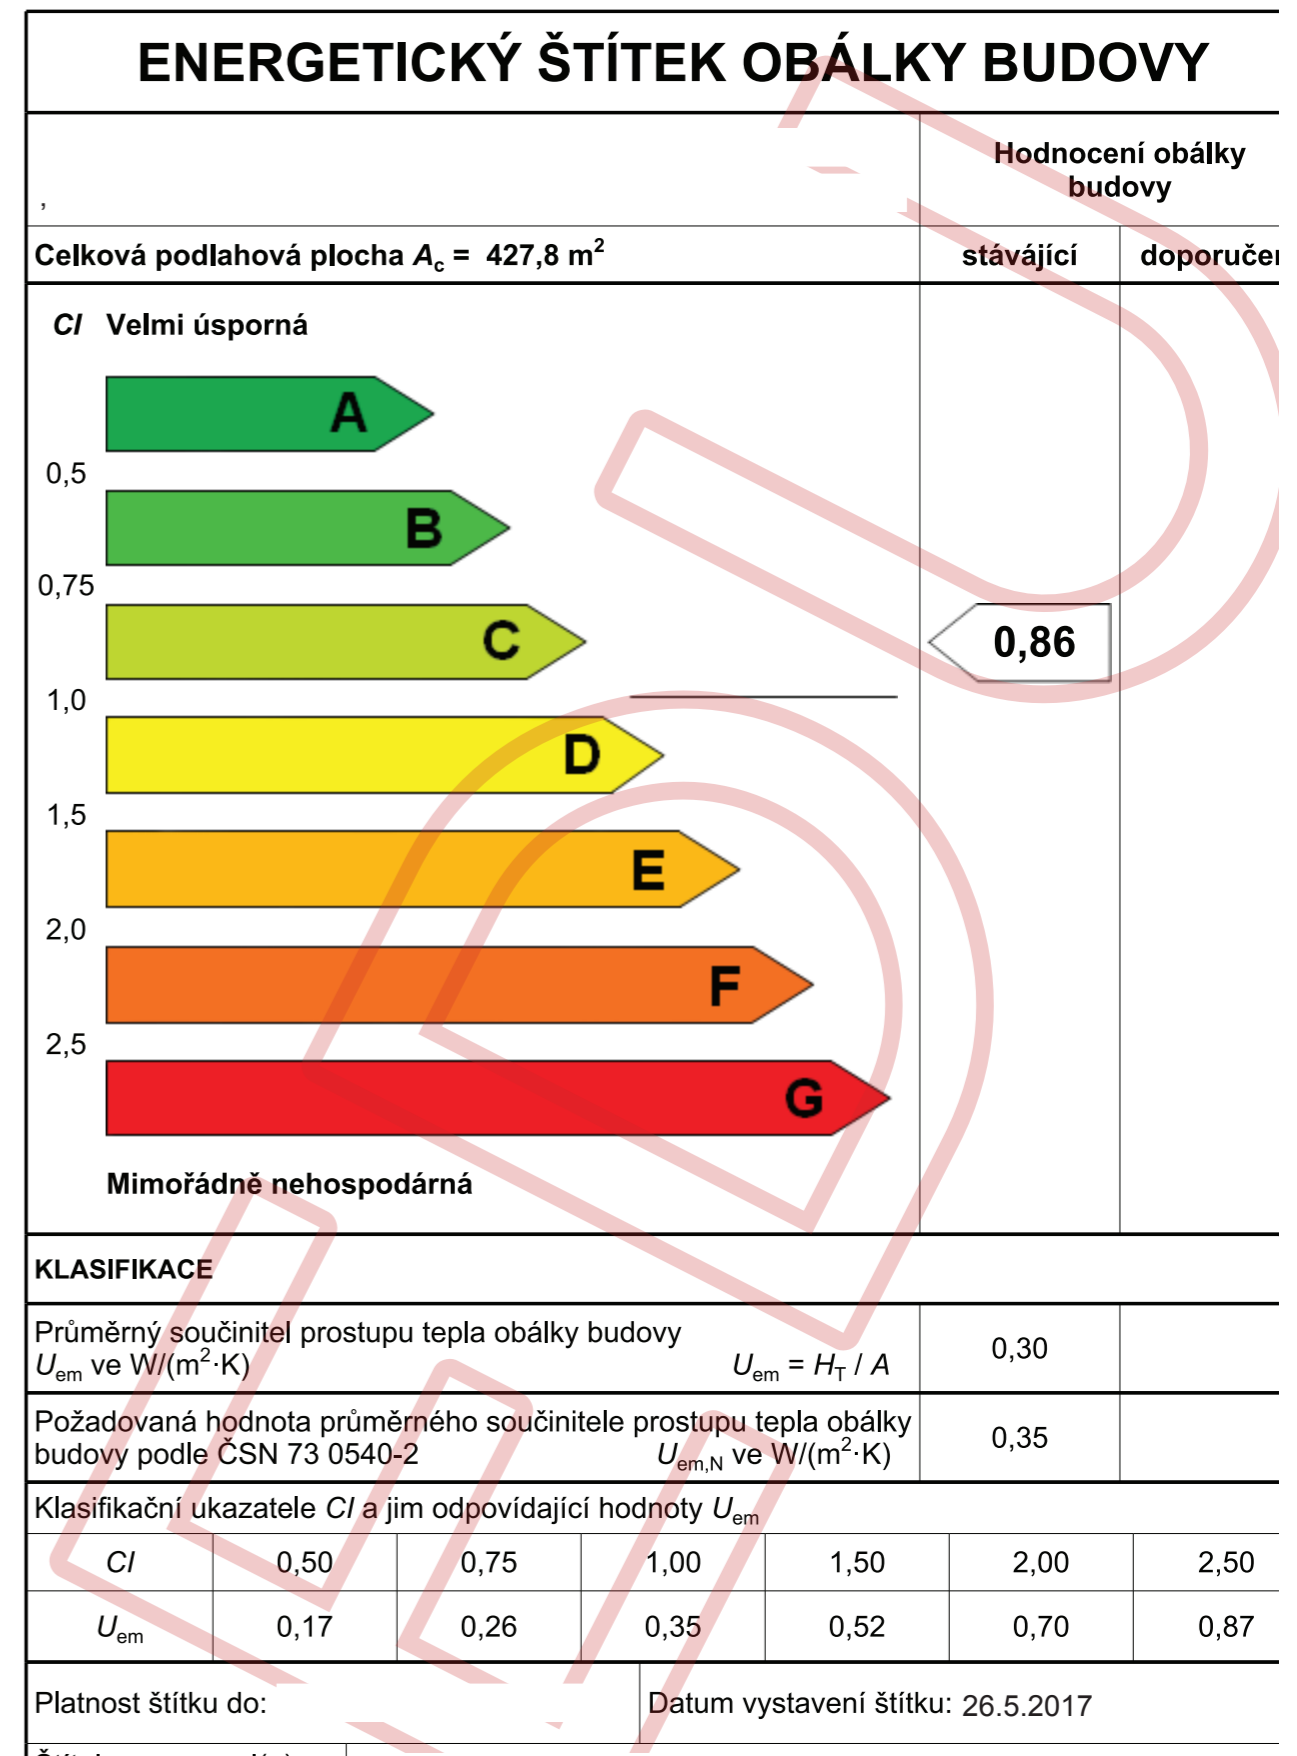 ENERGETICKÝ ŠTÍTEK OBÁLKY BUDOVY
Hodnocení obálky
budovy
,
Celková podlahová plocha Ac = 427,8 m²
stávající
CI Velmi úsporná
A
0,5
B
0,75
C
0,86
1,0
D
1,5
E
2,0
F
2,5
G
Mimořádně nehospodárná
KLASIFIKACE
Průměrný součinitel prostupu tepla obálky budovy
Uem ve W/(m²·K) Uem = HT / A 0,30
Požadovaná hodnota průměrného součinitele prostupu tepla obálky
budovy podle ČSN 73 0540-2 Uem,N ve W/(m²·K) 0,35
Klasifikační ukazatele CI a jim odpovídající hodnoty Uem
CI 0,50 0,75 1,00 1,50 2,00 2,50
Uem 0,17 0,26 0,35 0,52 0,70 0,87
Platnost štítku do: Datum vystavení štítku: 26.5.2017